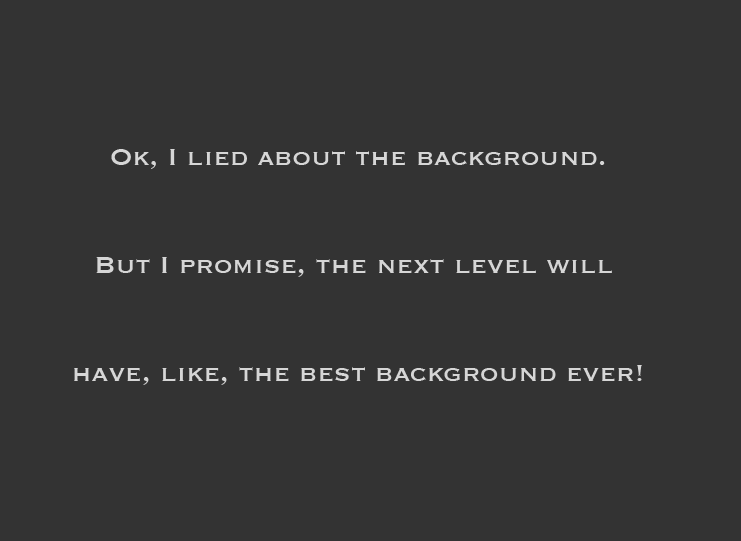 Ok, I lied about the background.
But I promise, the next level will
have, like, the best background ever!